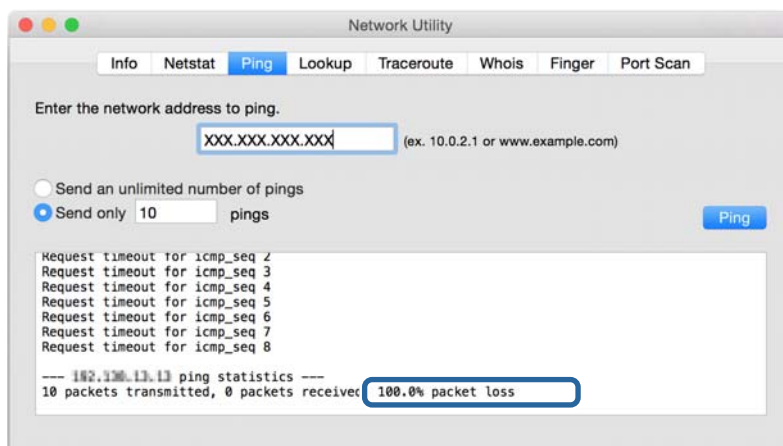 Network Utility
Info Netstat Ping Lookup Traceroute Whois Finger Port Scan
Enter the network address to ping.
XXX.XXX.XXX.XXX (ex. 10.0.2.1 or www.example.com)
Send an unlimited number of pings
Send only 10 pings
Ping
Request timeout for icmp_seq 2
Request timeout for icmp_seq 3
Request timeout for icmp_seq 4
Request timeout for icmp_seq 5
Request timeout for icmp_seq 6
Request timeout for icmp_seq 7
Request timeout for icmp_seq 8
--- ping statistics ---
10 packets transmitted, 0 packets received 100.0% packet loss